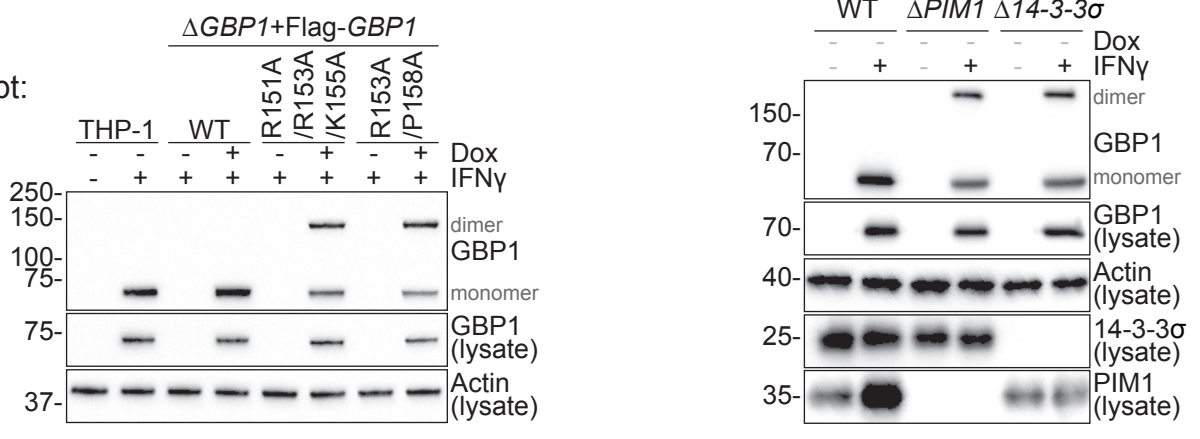 ΔGBP1+Flag-GBP1
pt:
THP-1 WT R151A /R153A /K155A R153A /P158A
- - - + - + - + Dox
- + + + + + + + IFNγ
250-
150-
100-
75-
dimer
GBP1
monomer
75-
GBP1
(lysate)
37-
Actin
(lysate)
WT ΔPIM1 Δ14-3-3σ
- - - - - - Dox
- + - + - + IFNγ
150-
70-
dimer
GBP1
monomer
70-
GBP1
(lysate)
40-
Actin
(lysate)
25-
14-3-3σ
(lysate)
35-
PIM1
(lysate)